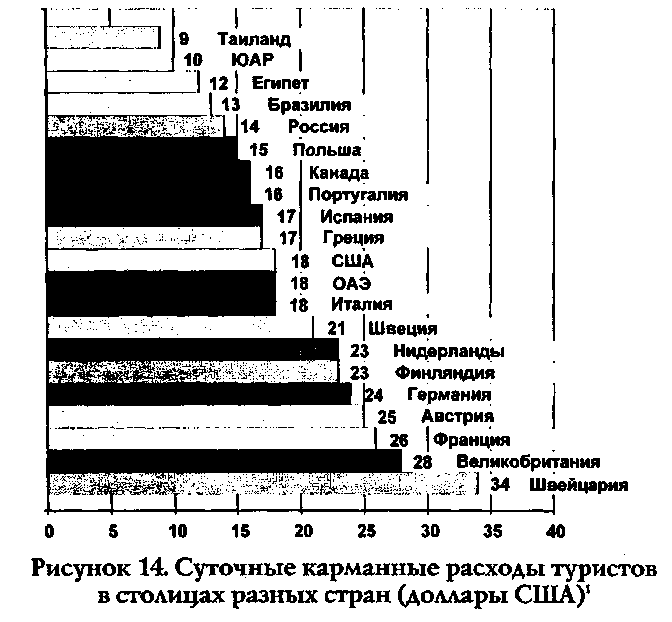 9 Таиланд
10 ЮАР
12 Египет
13 Бразилия
14 Россия
15 Польша
16 Канада
16 Португалия
17 Испания
17 Греция
18 США
18 ОАЭ
18 Италия
21 Швеция
23 Нидерланды
23 Финляндия
24 Германия
25 Австрия
26 Франция
28 Великобритания
34 Швейцария
0 5 10 15 20 25 30 35 40
Рисунок 14. Суточные карманные расходы туристов
в столицах разных стран (доллары США)¹